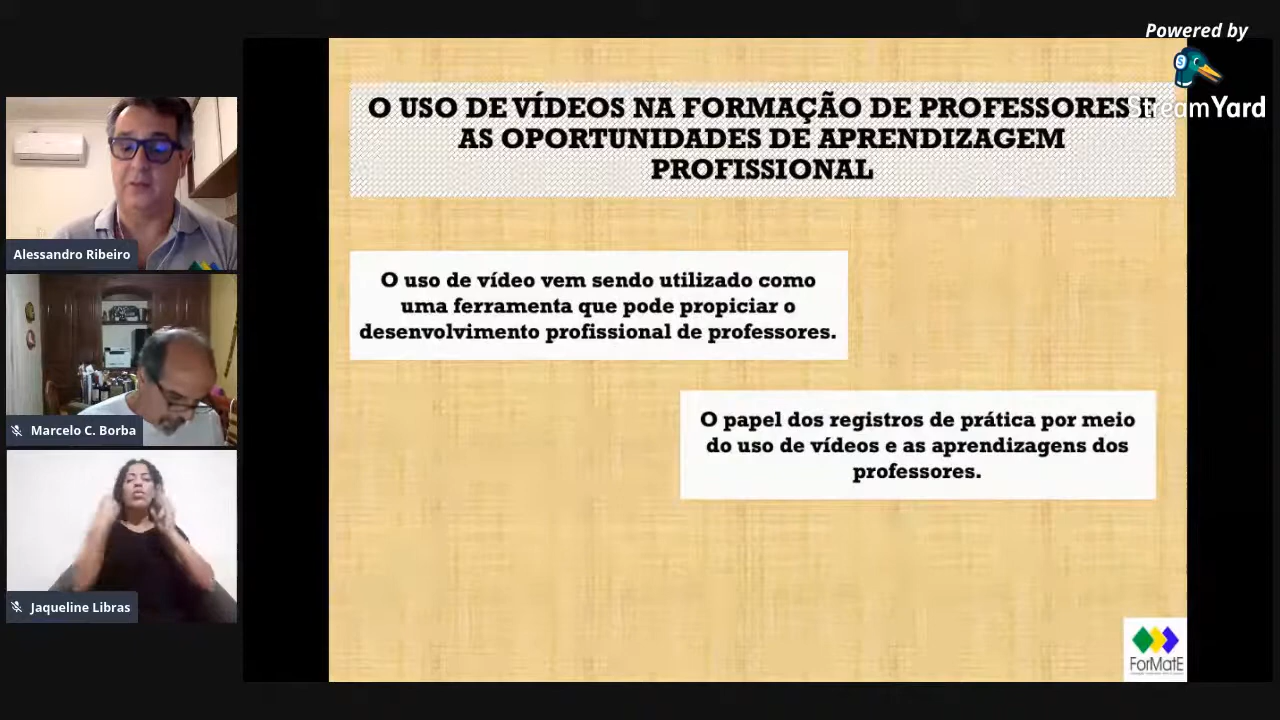 Powered by
StreamYard
O USO DE VÍDEOS NA FORMAÇÃO DE PROFESSORES E
AS OPORTUNIDADES DE APRENDIZAGEM
PROFISSIONAL
O uso de vídeo vem sendo utilizado como
uma ferramenta que pode propiciar o
desenvolvimento profissional de professores.
O papel dos registros de prática por meio
do uso de vídeos e as aprendizagens dos
professores.
Alessandro Ribeiro
Marcelo C. Borba
Jaqueline Libras
ForMatE